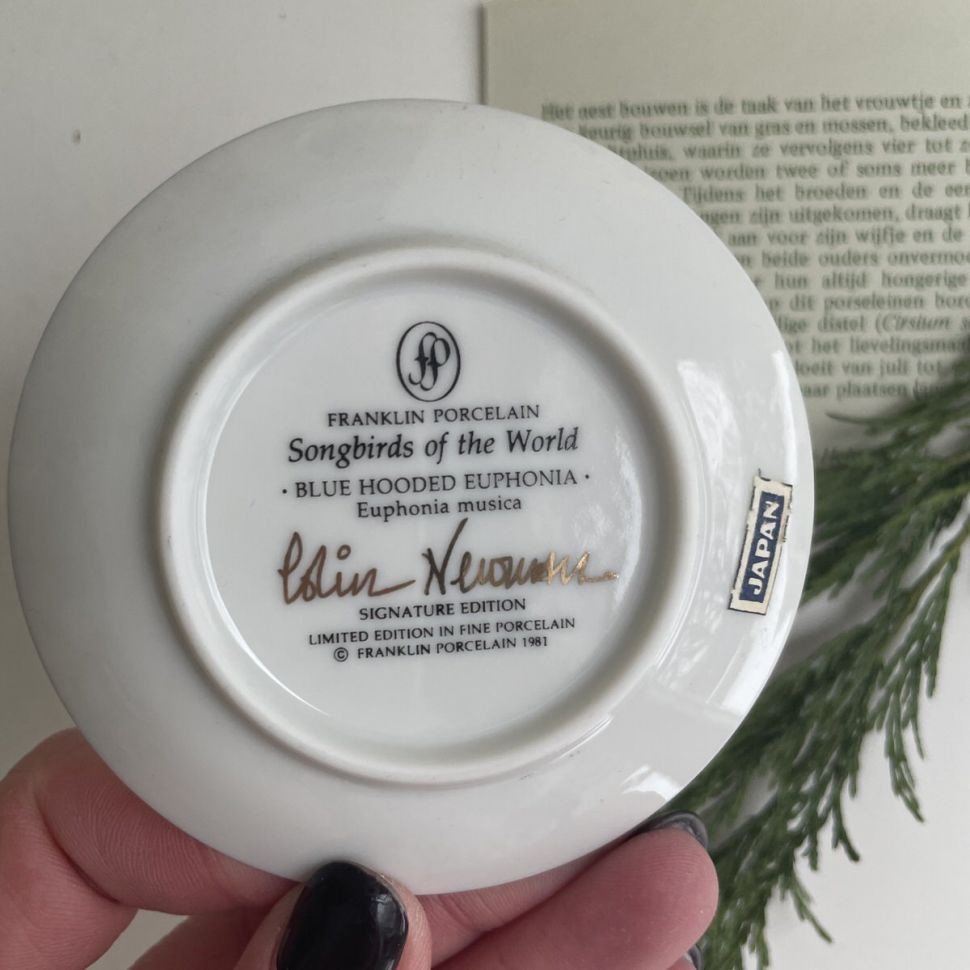 fp
FRANKLIN PORCELAIN
Songbirds of the World
· BLUE HOODED EUPHONIA ·
Euphonia musica
Colin Newman
SIGNATURE EDITION
LIMITED EDITION IN FINE PORCELAIN
© FRANKLIN PORCELAIN 1981
JAPAN
Het nest bouwen is de taak van het vrouwtje en
keurig bouwsel van gras en mossen, bekleed
waarin ze vervolgens vier tot
worden twee of soms meer
Tijdens het broeden en de
zijn uitgekomen, draagt
aan voor zijn wijfje en de
beide ouders
hun altijd hongerige
dit porseleinen
distel (Cirsium
het
van juli tot
plaatsen